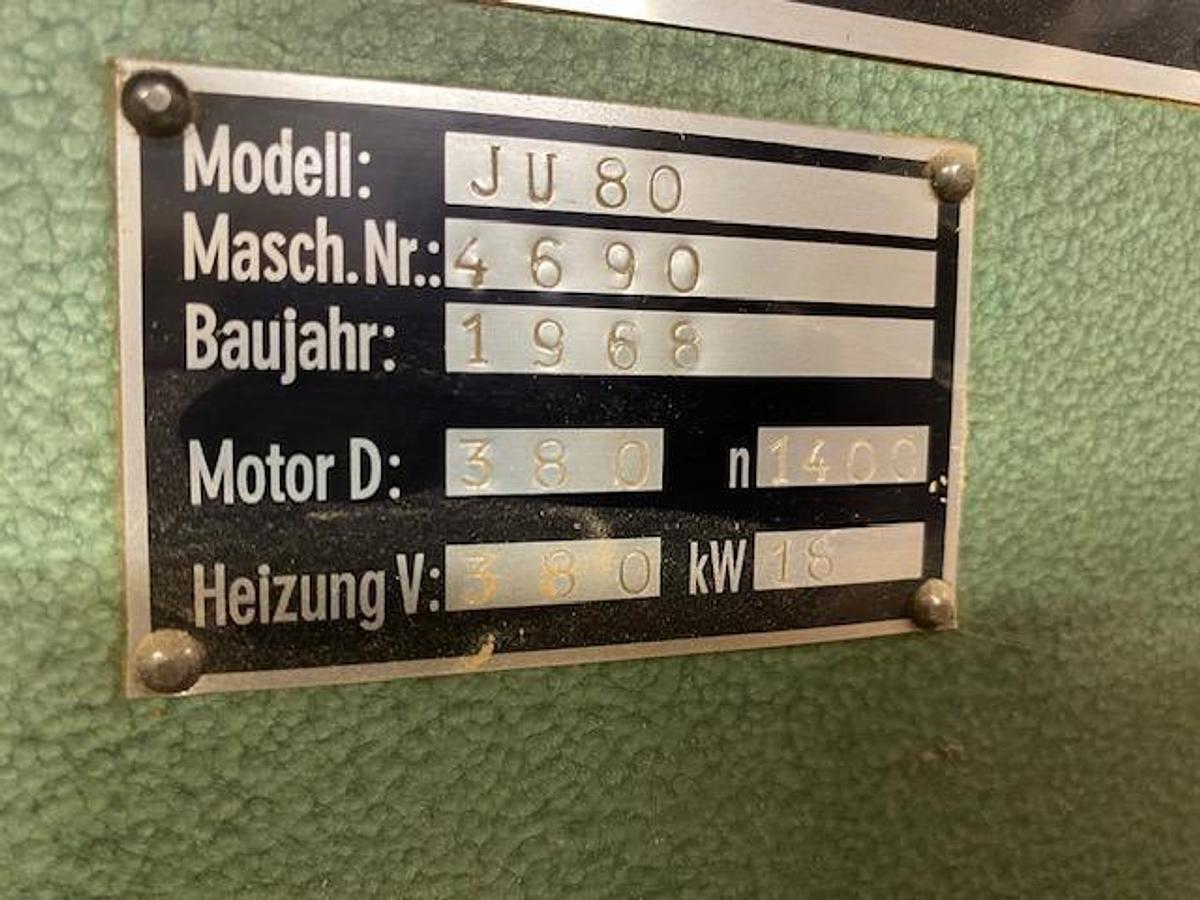 Modell: JU 80
Masch.Nr.: 4690
Baujahr: 1968
Motor D: 380 n 1400
Heizung V: 380 kW 18